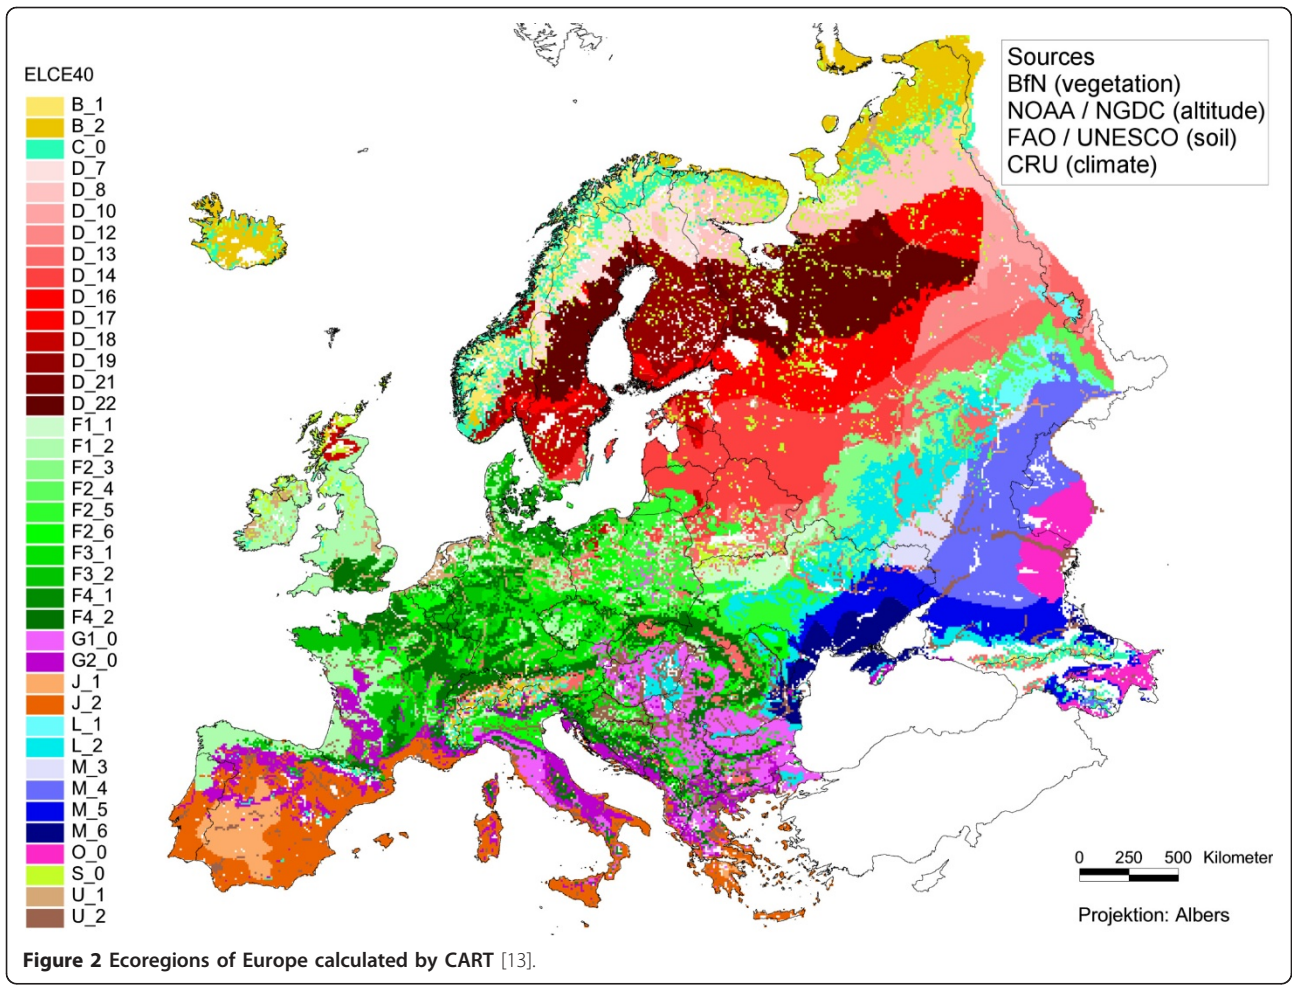 ELCE40
B_1
B_2
C_0
D_7
D_8
D_10
D_12
D_13
D_14
D_16
D_17
D_18
D_19
D_21
D_22
F1_1
F1_2
F2_3
F2_4
F2_5
F2_6
F3_1
F3_2
F4_1
F4_2
G1_0
G2_0
J_1
J_2
L_1
L_2
M_3
M_4
M_5
M_6
O_0
S_0
U_1
U_2
Sources
BfN (vegetation)
NOAA / NGDC (altitude)
FAO / UNESCO (soil)
CRU (climate)
0 250 500 Kilometer
Projektion: Albers
Figure 2 Ecoregions of Europe calculated by CART [13].